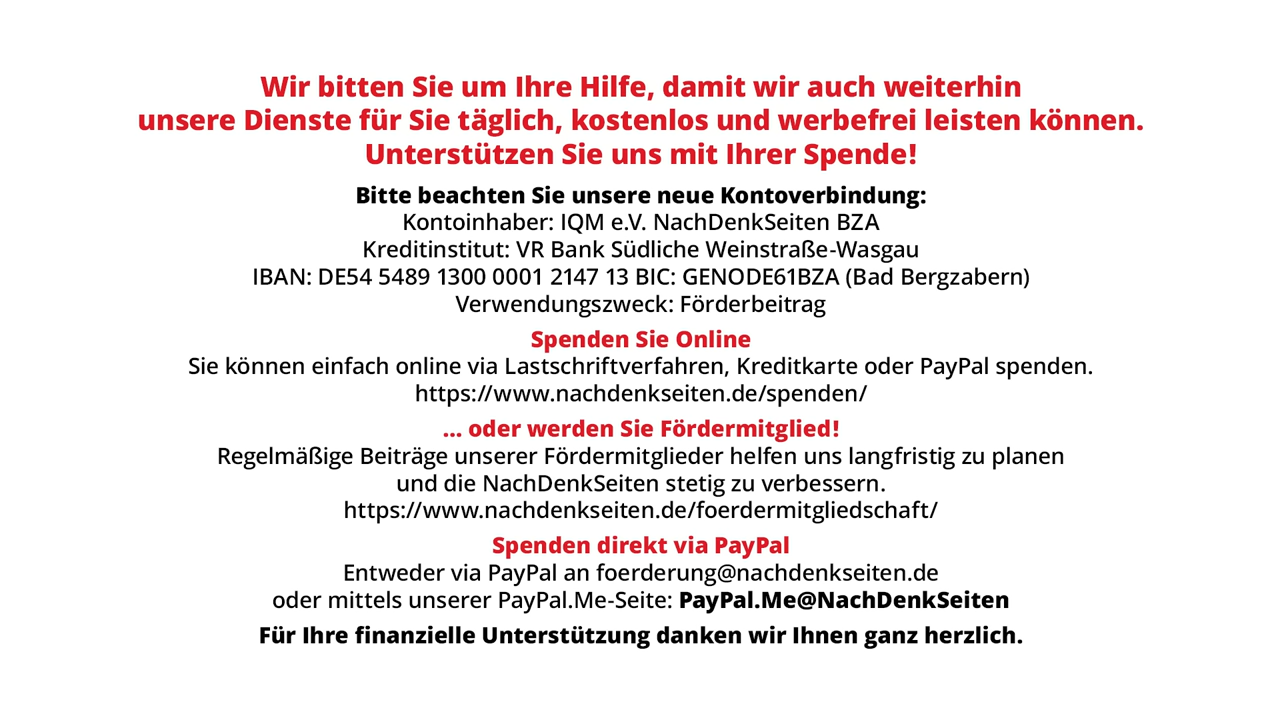 Wir bitten Sie um Ihre Hilfe, damit wir auch weiterhin
unsere Dienste für Sie täglich, kostenlos und werbefrei leisten können.
Unterstützen Sie uns mit Ihrer Spende!
Bitte beachten Sie unsere neue Kontoverbindung:
Kontoinhaber: IQM e.V. NachDenkSeiten BZA
Kreditinstitut: VR Bank Südliche Weinstraße-Wasgau
IBAN: DE54 5489 1300 0001 2147 13 BIC: GENODE61BZA (Bad Bergzabern)
Verwendungszweck: Förderbeitrag
Spenden Sie Online
Sie können einfach online via Lastschriftverfahren, Kreditkarte oder PayPal spenden.
https://www.nachdenkseiten.de/spenden/
... oder werden Sie Fördermitglied!
Regelmäßige Beiträge unserer Fördermitglieder helfen uns langfristig zu planen
und die NachDenkSeiten stetig zu verbessern.
https://www.nachdenkseiten.de/foerdermitgliedschaft/
Spenden direkt via PayPal
Entweder via PayPal an foerderung@nachdenkseiten.de
oder mittels unserer PayPal.Me-Seite: PayPal.Me@NachDenkSeiten
Für Ihre finanzielle Unterstützung danken wir Ihnen ganz herzlich.